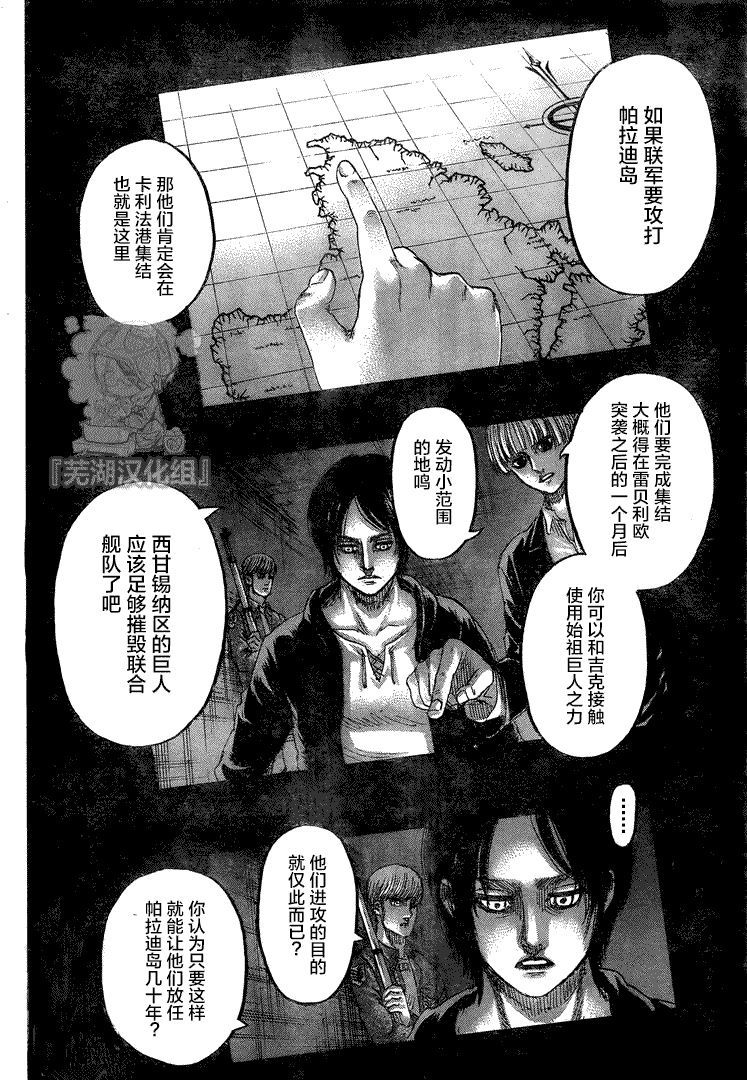 如果联军要攻打
帕拉迪岛
那他们肯定会在
卡利法港集结
也就是这里
他们要完成集结
大概得在雷贝利欧
突袭之后的一个月后
你可以和吉克接触
使用始祖巨人之力
发动小范围
的地鸣
西甘锡纳区的巨人
应该足够摧毁联合
舰队了吧
……
他们进攻的目的
就仅此而已？
你认为只要这样
就能让他们放任
帕拉迪岛几十年？
『芜湖汉化组』